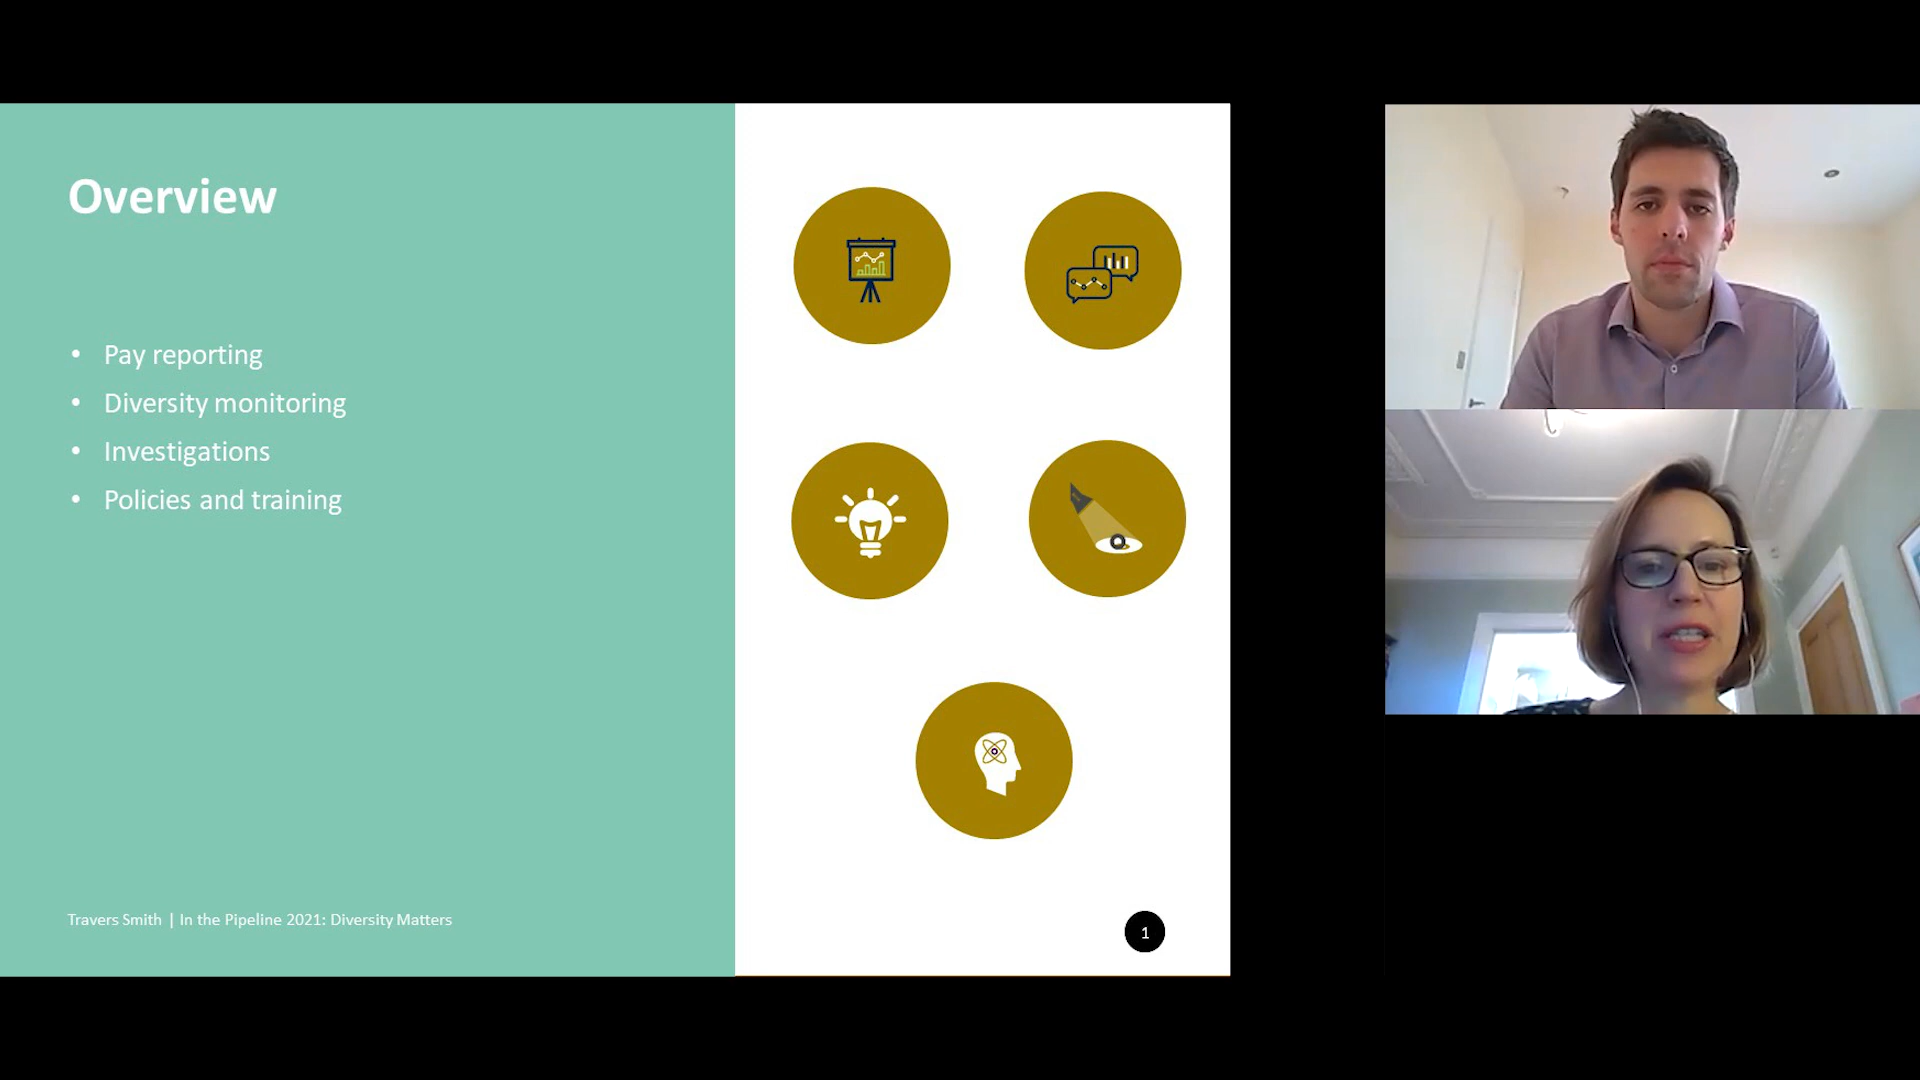 Overview
• Pay reporting
• Diversity monitoring
• Investigations
• Policies and training
Travers Smith | In the Pipeline 2021: Diversity Matters
1